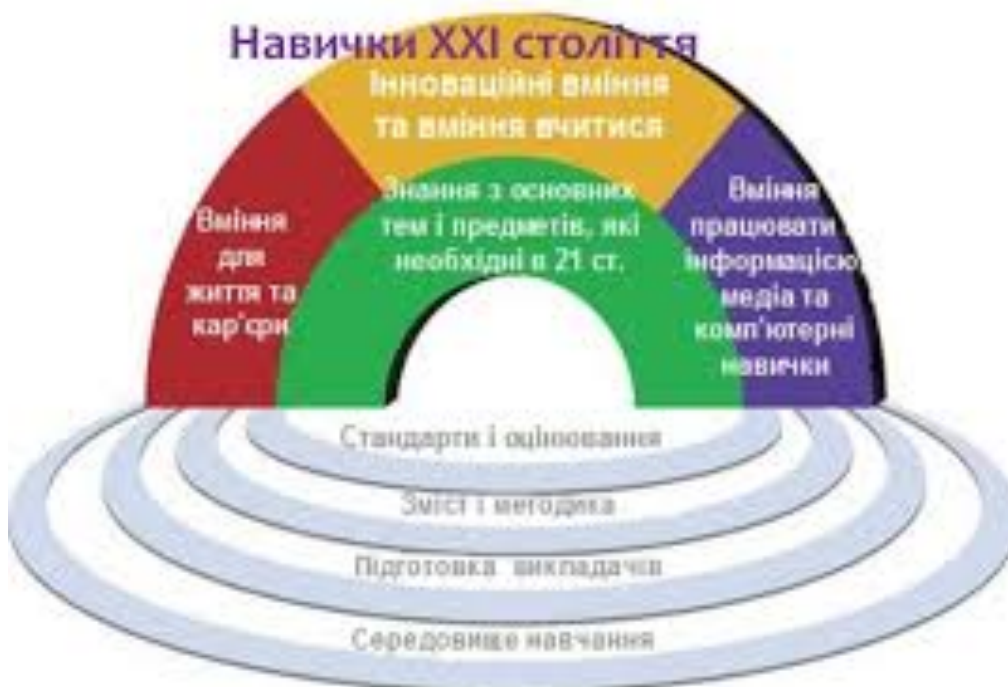 Навички XXI століття
Інноваційні вміння
та вміння вчитися
Вміння
для
життя та
кар'єри
Знання з основних
тем і предметів, які
необхідні в 21 ст.
Вміння
працювати
інформацією,
медіа та
комп'ютерні
навички
Стандарти і оцінювання
Зміст і методика
Підготовка викладачів
Середовище навчання